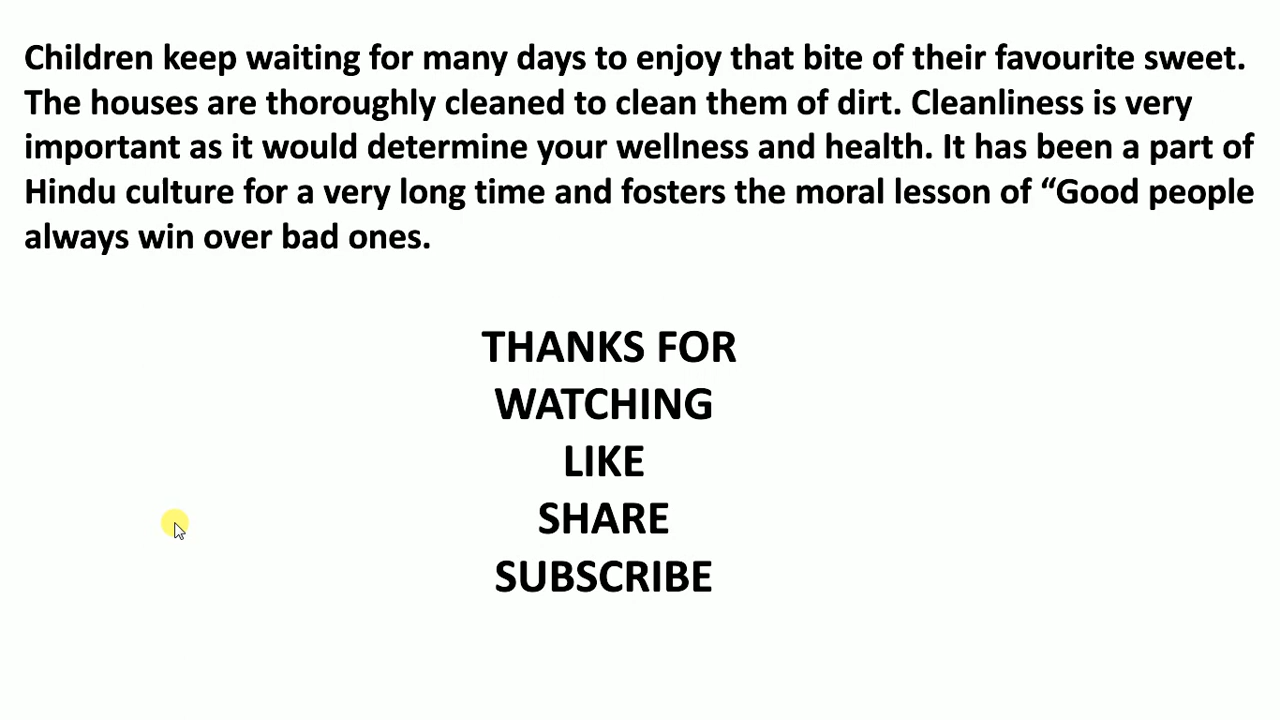 Children keep waiting for many days to enjoy that bite of their favourite sweet.
The houses are thoroughly cleaned to clean them of dirt. Cleanliness is very
important as it would determine your wellness and health. It has been a part of
Hindu culture for a very long time and fosters the moral lesson of “Good people
always win over bad ones.
THANKS FOR
WATCHING
LIKE
SHARE
SUBSCRIBE